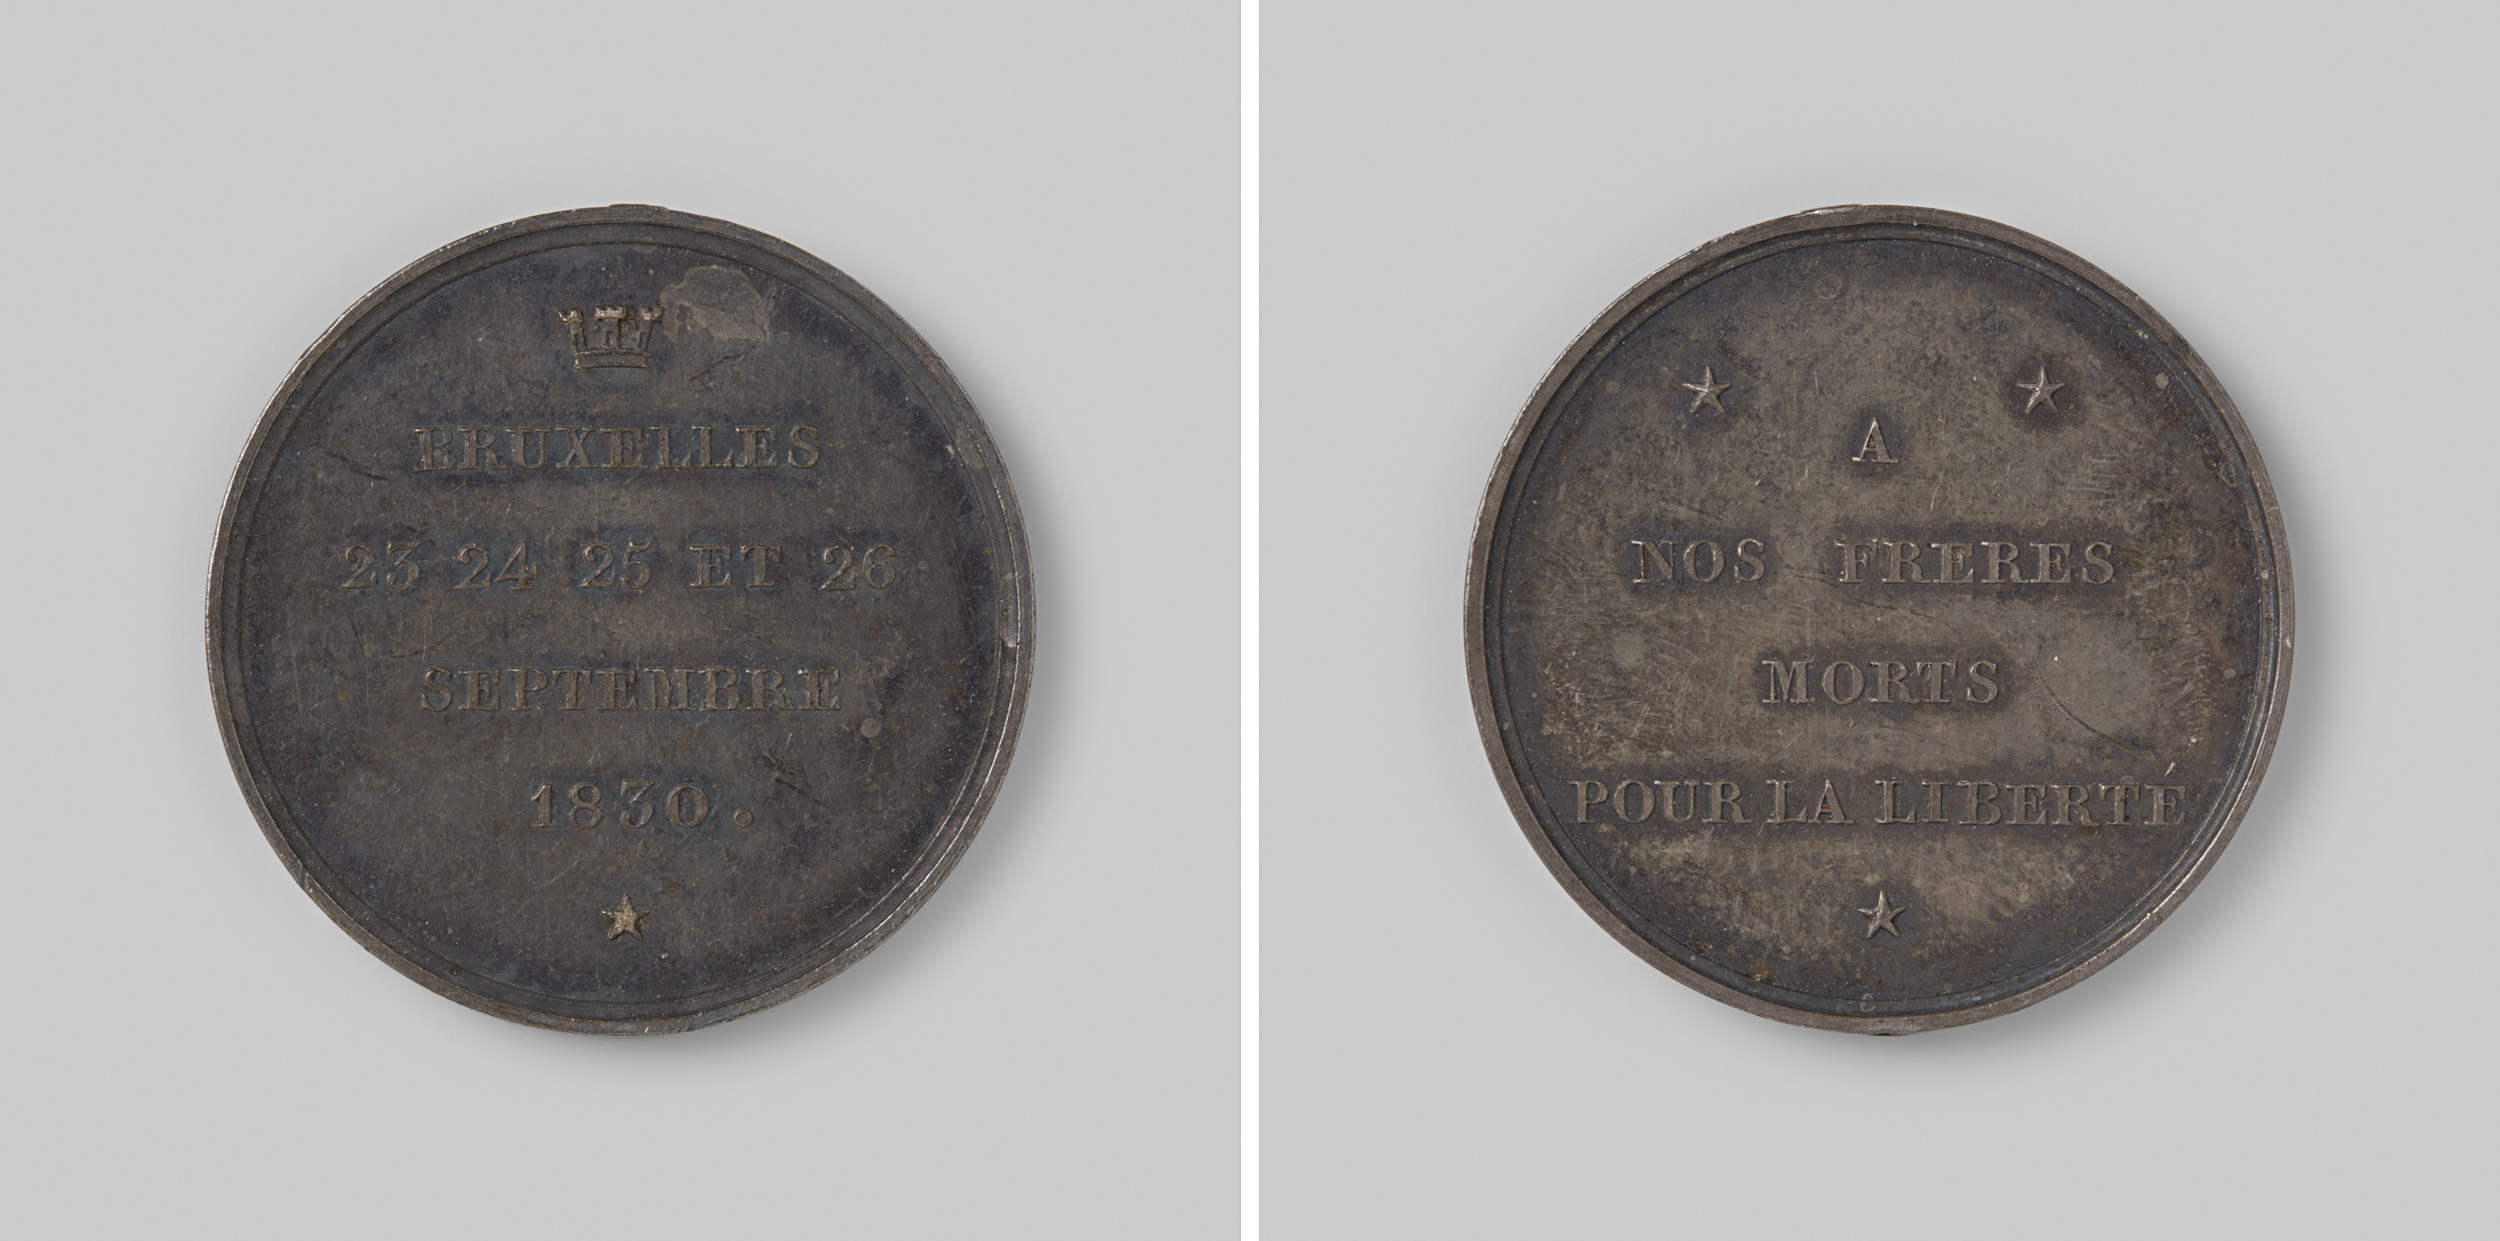 BRUXELLES
23 24 25 ET 26
SEPTEMBRE
1830.
A
NOS FRERES
MORTS
POUR LA LIBERTÉ